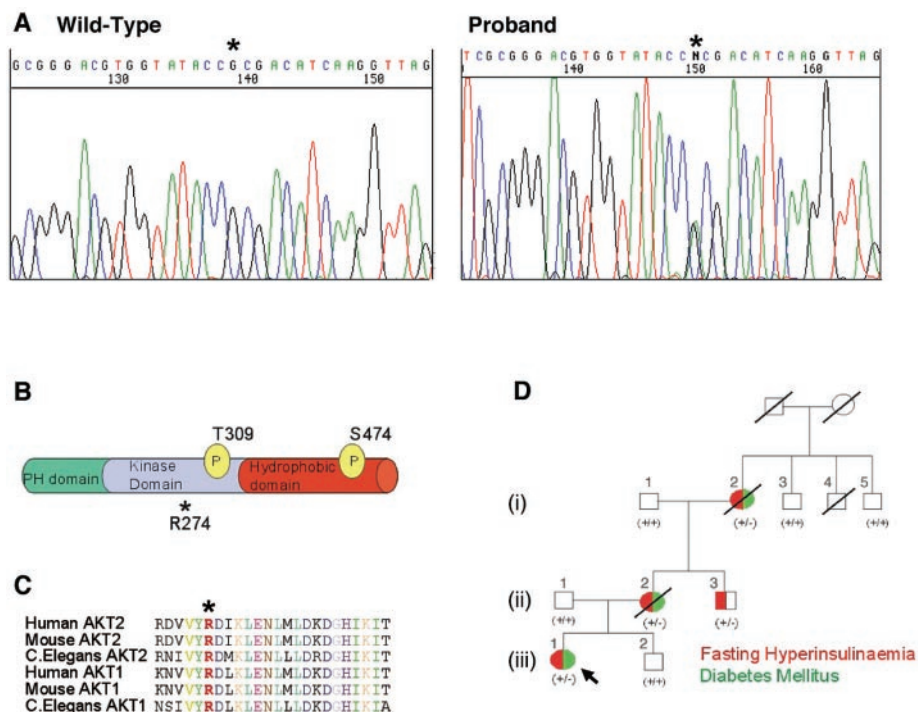 A Wild-Type Proband
* *
GCGGGACGTGGTATACCGCGACATCAAGGTTAG
130 140 150
TCGCGGGACGTGGTATACCNCGACATCAAGGTTAG
140 150 160
B
T309 S474
P P
PH domain Kinase Domain Hydrophobic domain
*
R274
C
*
Human AKT2 RDVVYRDIKLENLMLDKDGHIKIT
Mouse AKT2 RDVVYRDIKLENLMLDRDGHIKIT
C.Elegans AKT2 RNIVYRDMKLENLLLDKDGHIKIT
Human AKT1 KNVVYRDLKLENLMLDKDGHIKIT
Mouse AKT1 KNVVYRDLKLENLMLDKDGHIKIT
C.Elegans AKT1 NSIVYRDLKLENLLLDKDGHIKIA
D
(i)
1 2 3 4 5
(+/+) (+/-) (+/+) (+/+)
(ii)
1 2 3
(+/+) (+/-) (+/-)
(iii)
1 2
(+/-) (+/+)
Fasting Hyperinsulinaemia
Diabetes Mellitus